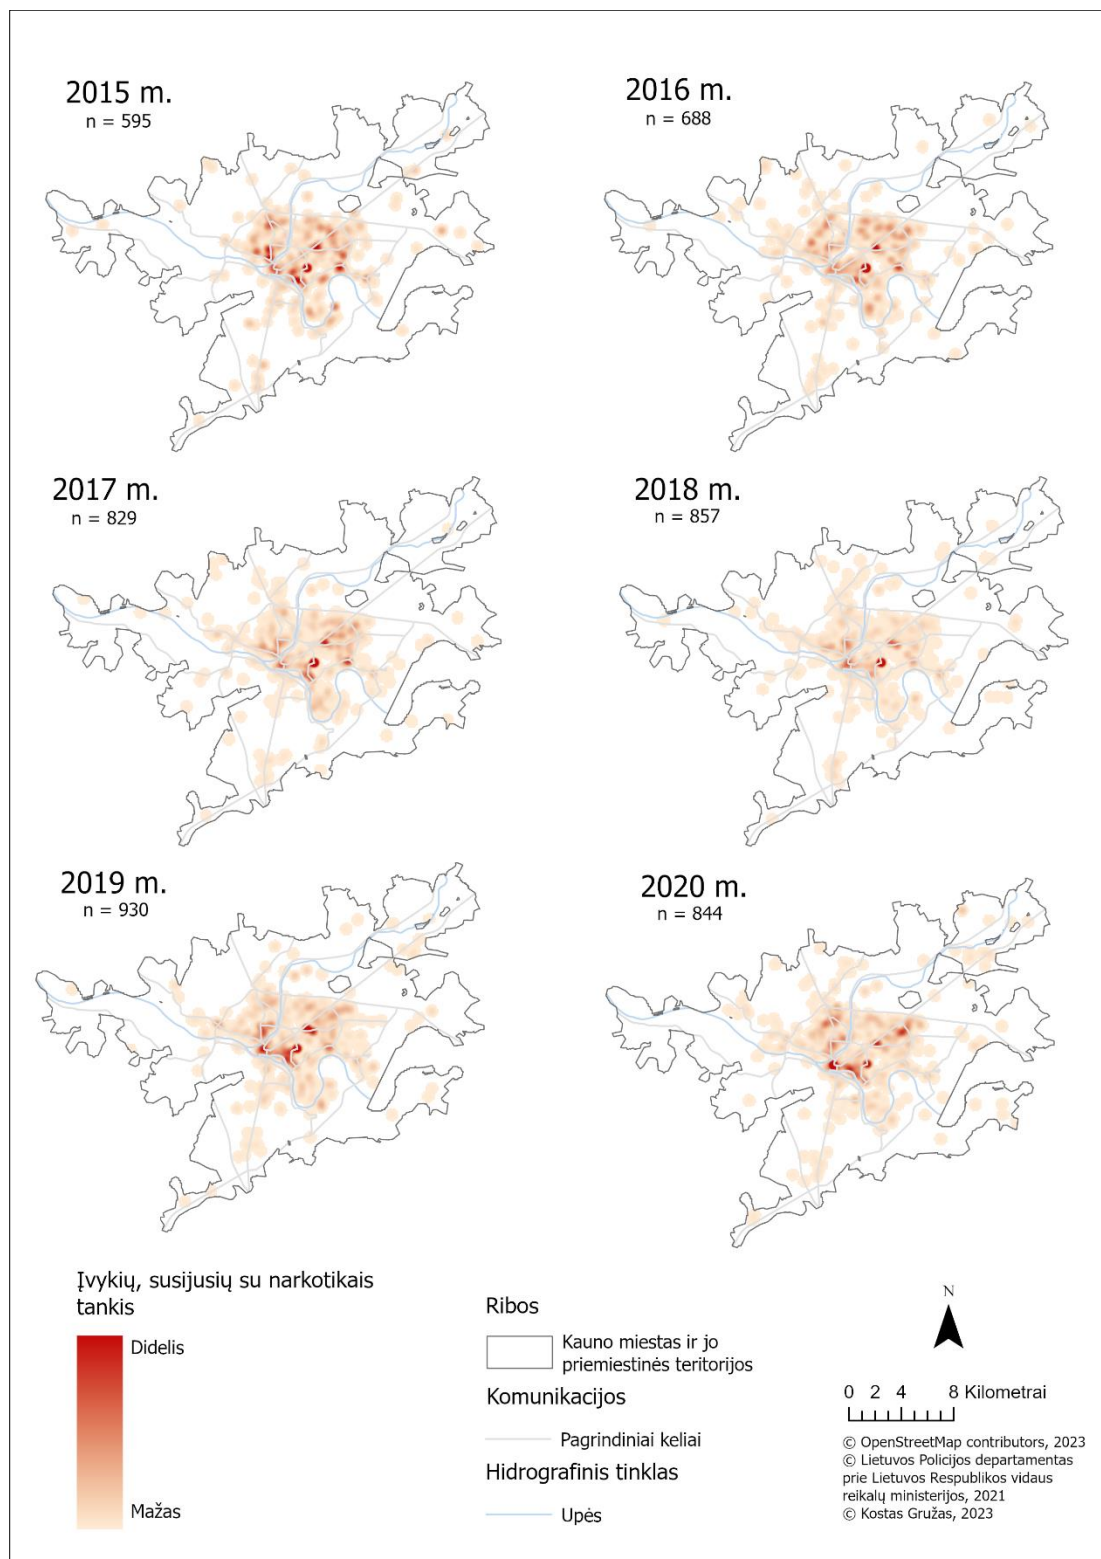 2015 m.
n = 595
2016 m.
n = 688
2017 m.
n = 829
2018 m.
n = 857
2019 m.
n = 930
2020 m.
n = 844
Įvykių, susijusių su narkotikais
tankis
Didelis
Mažas
Ribos
Kauno miestas ir jo
priemiestinės teritorijos
Komunikacijos
Pagrindiniai keliai
Hidrografinis tinklas
Upės
N
0 2 4 8 Kilometrai
© OpenStreetMap contributors, 2023
© Lietuvos Policijos departamentas
prie Lietuvos Respublikos vidaus
reikalų ministerijos, 2021
© Kostas Gružas, 2023